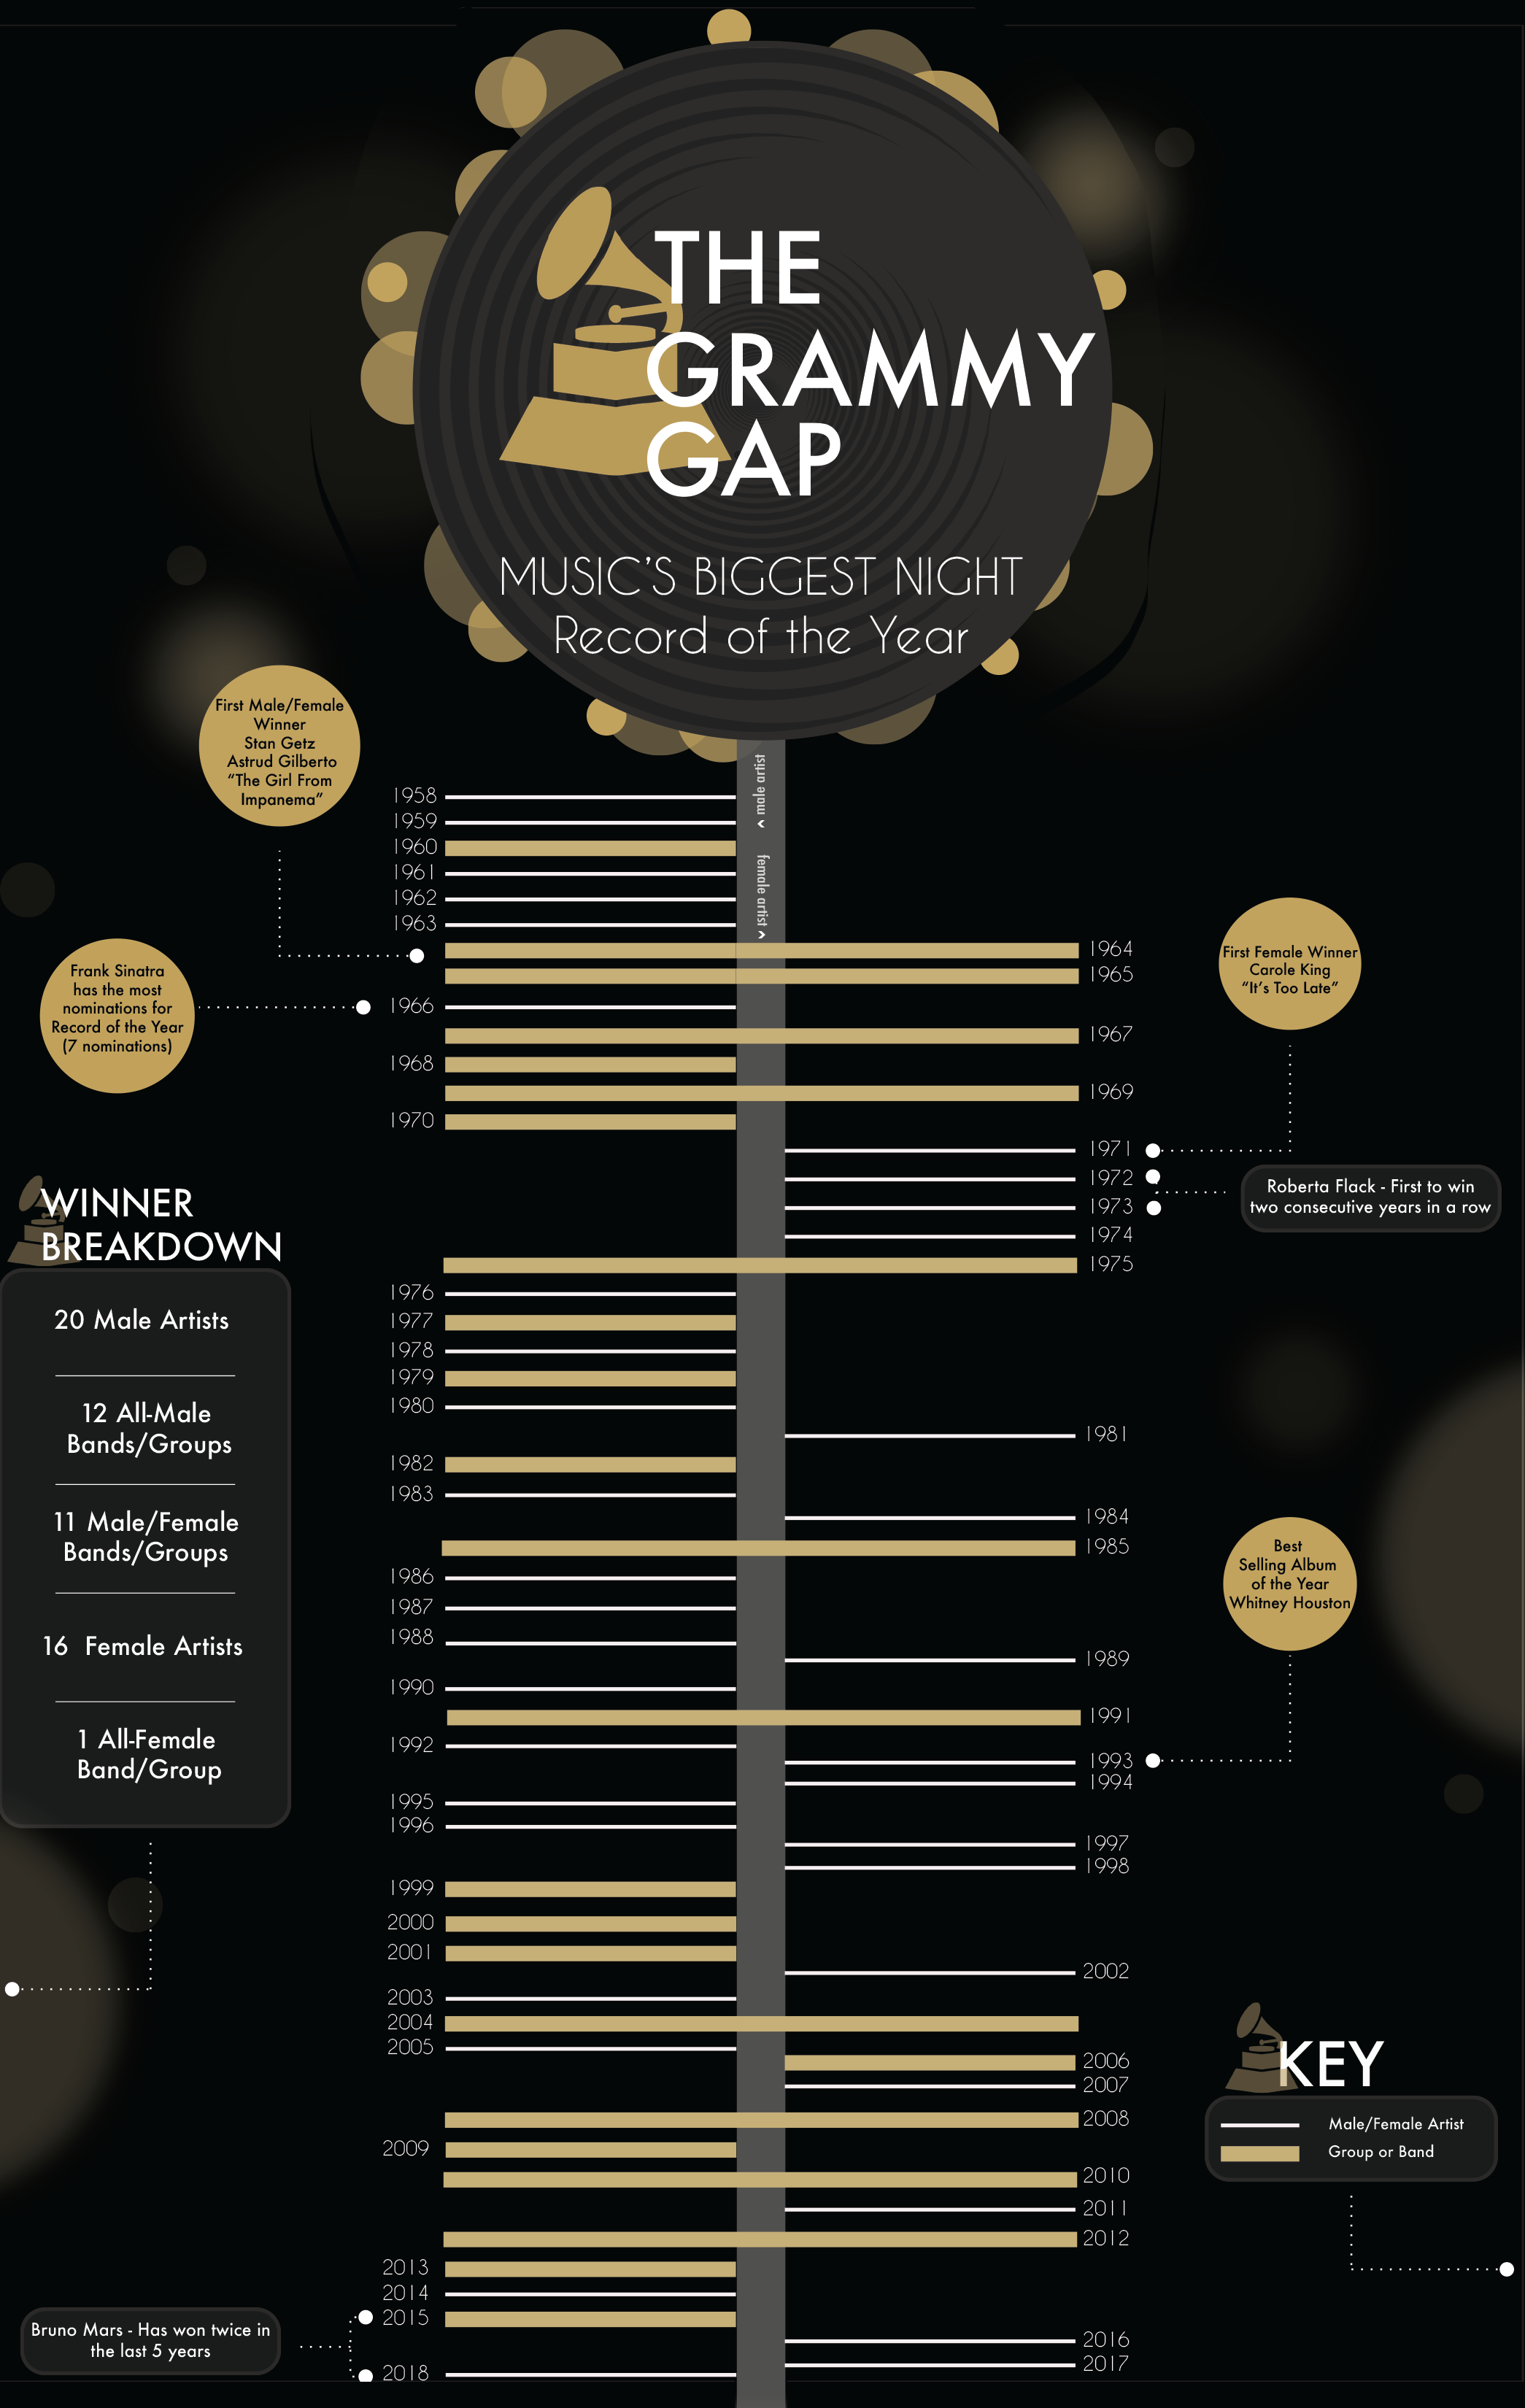 THE
GRAMMY
GAP
MUSIC'S BIGGEST NIGHT
Record of the Year
male artist
female artist
First Male/Female
Winner
Stan Getz
Astrud Gilberto
“The Girl From
Impanema”
1958
1959
1960
1961
1962
1963
1964
1965
Frank Sinatra
has the most
nominations for
Record of the Year
(7 nominations)
First Female Winner
Carole King
“It’s Too Late”
1966
1967
1968
1969
1970
1971
1972
1973
Roberta Flack - First to win
two consecutive years in a row
1974
1975
WINNER
BREAKDOWN
20 Male Artists
12 All-Male
Bands/Groups
11 Male/Female
Bands/Groups
16 Female Artists
1 All-Female
Band/Group
1976
1977
1978
1979
1980
1981
1982
1983
1984
1985
1986
1987
1988
1989
Best
Selling Album
of the Year
Whitney Houston
1990
1991
1992
1993
1994
1995
1996
1997
1998
1999
2000
2001
2002
2003
2004
2005
2006
2007
2008
2009
2010
2011
2012
KEY
Male/Female Artist
Group or Band
2013
2014
2015
Bruno Mars - Has won twice in
the last 5 years
2016
2017
2018